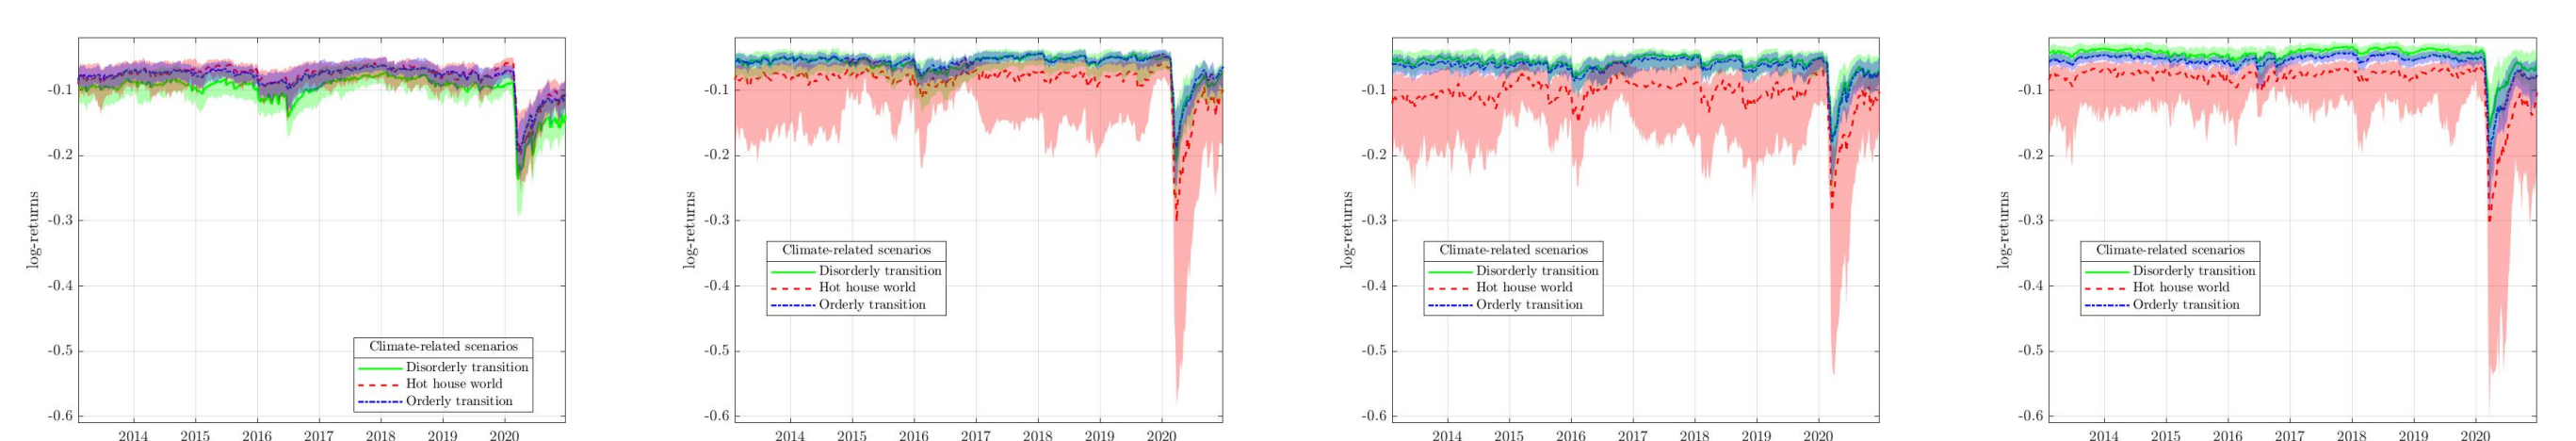 -0.1
-0.2
-0.3
-0.4
-0.5
-0.6
log-returns
Climate-related scenarios
Disorderly transition
Hot house world
Orderly transition
2014 2015 2016 2017 2018 2019 2020
-0.1
-0.2
-0.3
-0.4
-0.5
-0.6
log-returns
Climate-related scenarios
Disorderly transition
Hot house world
Orderly transition
2014 2015 2016 2017 2018 2019 2020
-0.1
-0.2
-0.3
-0.4
-0.5
-0.6
log-returns
Climate-related scenarios
Disorderly transition
Hot house world
Orderly transition
2014 2015 2016 2017 2018 2019 2020
-0.1
-0.2
-0.3
-0.4
-0.5
-0.6
log-returns
Climate-related scenarios
Disorderly transition
Hot house world
Orderly transition
2014 2015 2016 2017 2018 2019 2020